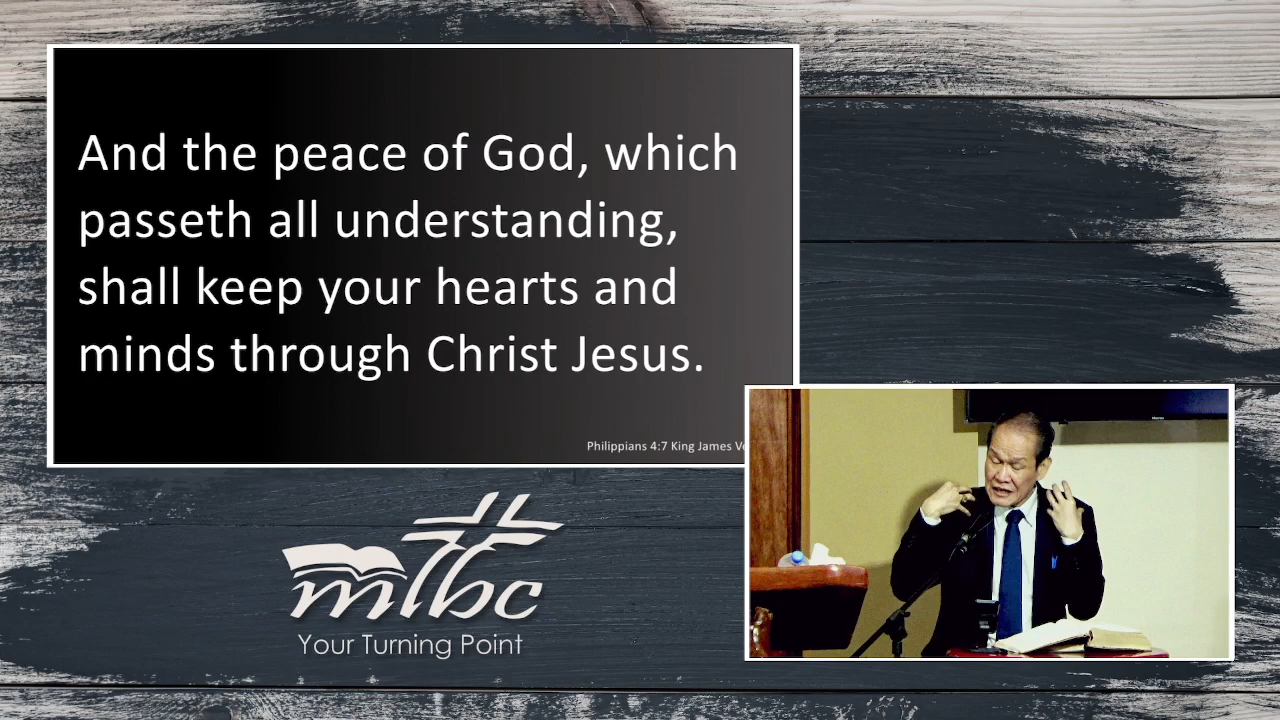 And the peace of God, which
passeth all understanding,
shall keep your hearts and
minds through Christ Jesus.
Philippians 4:7 King James
mlbc
Your Turning Point